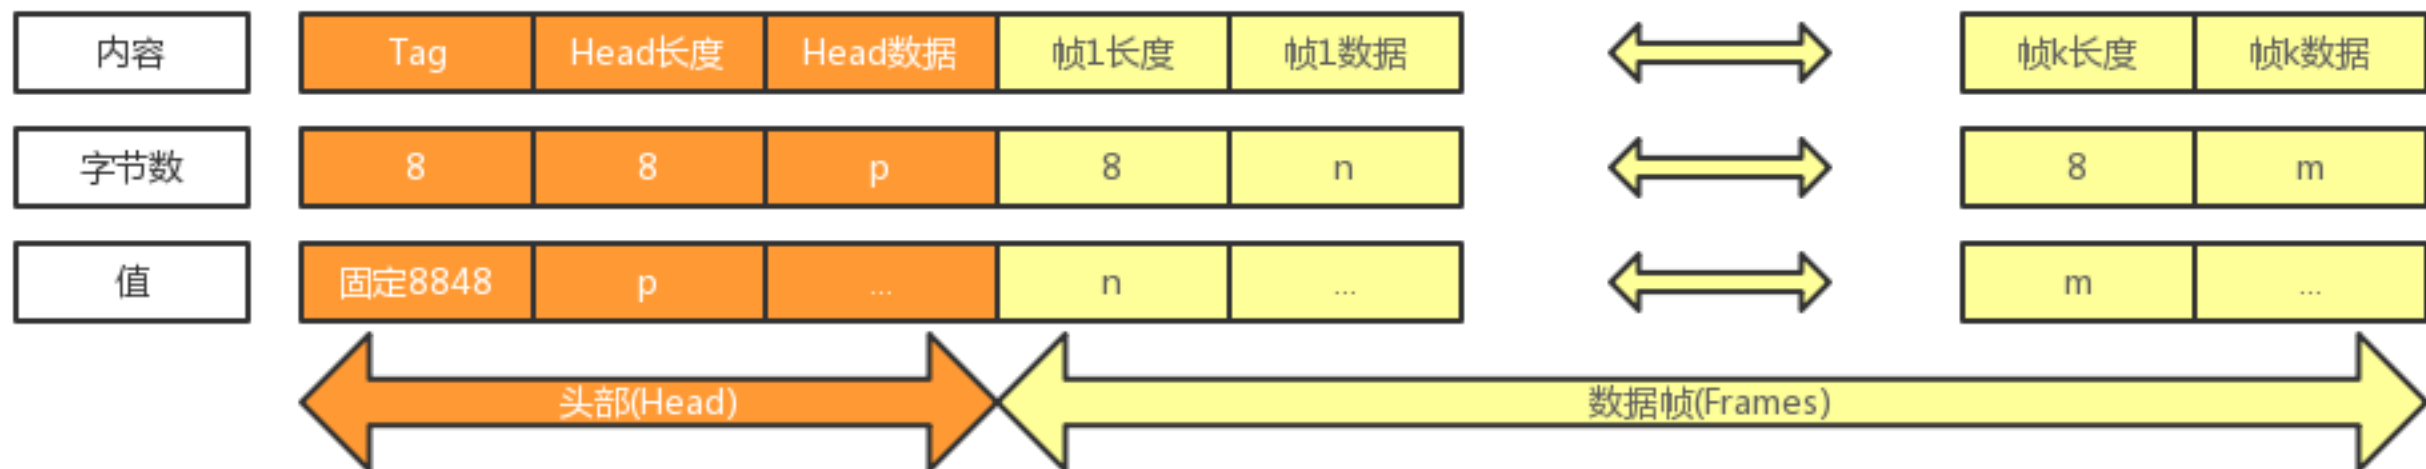 内容 Tag Head长度 Head数据 帧1长度 帧1数据 帧k长度 帧k数据
字节数 8 8 p 8 n 8 m
值 固定8848 p ... n ... m ...
头部(Head) 数据帧(Frames)